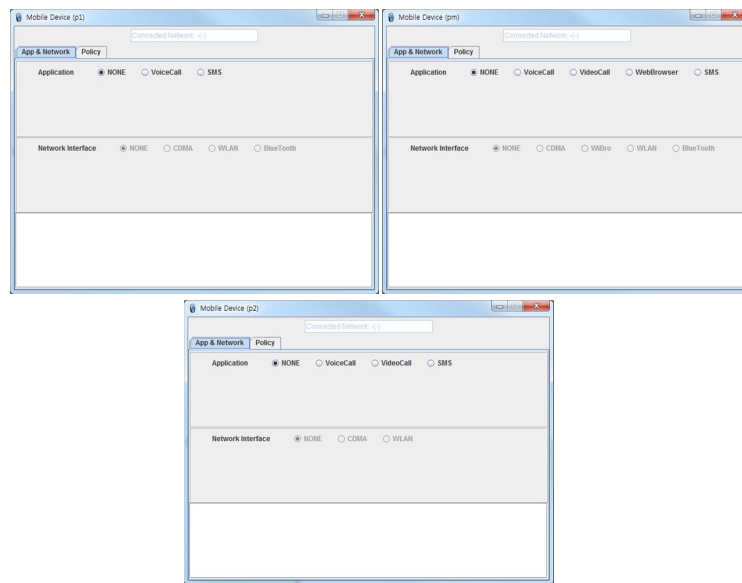 Mobile Device (p1)
Connected Network: -(-)
App & Network Policy
Application NONE VoiceCall SMS
Network Interface NONE CDMA WLAN BlueTooth
Mobile Device (pm)
Connected Network: -(-)
App & Network Policy
Application NONE VoiceCall VideoCall WebBrowser SMS
Network Interface NONE CDMA WiBro WLAN BlueTooth
Mobile Device (p2)
Connected Network: -(-)
App & Network Policy
Application NONE VoiceCall VideoCall SMS
Network Interface NONE CDMA WLAN